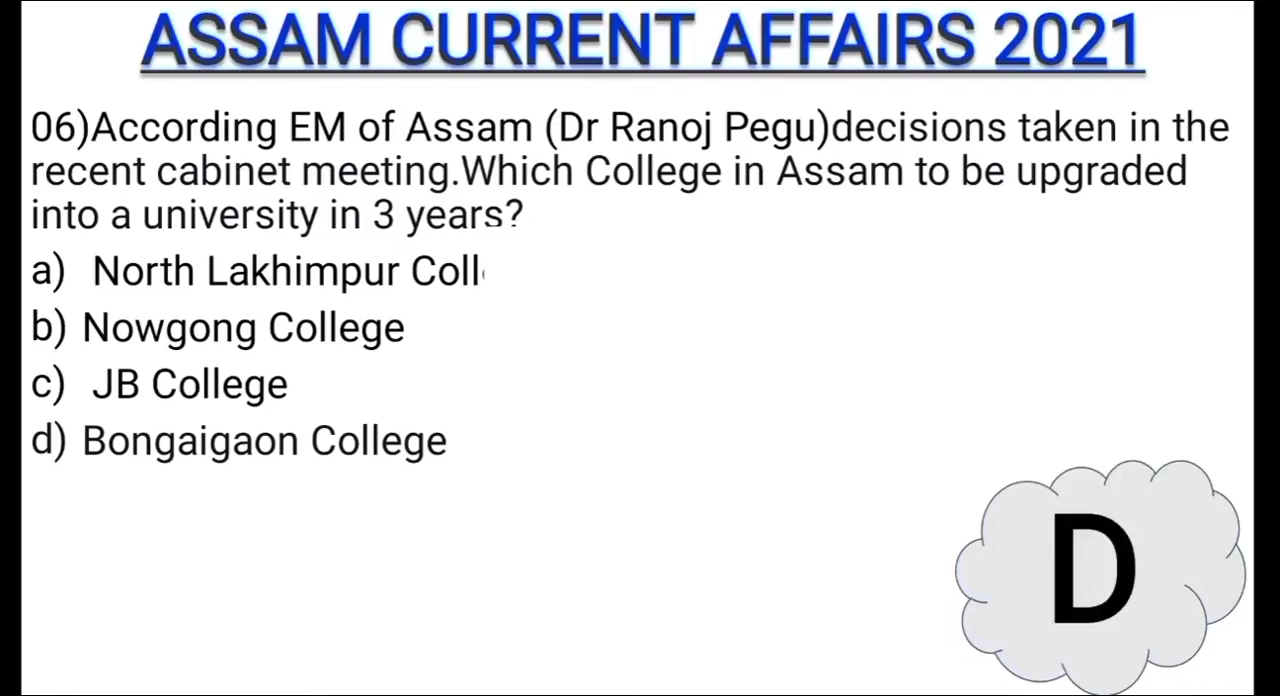 ASSAM CURRENT AFFAIRS 2021
06)According EM of Assam (Dr Ranoj Pegu)decisions taken in the
recent cabinet meeting.Which College in Assam to be upgraded
into a university in 3 years?
a) North Lakhimpur Coll
b) Nowgong College
c) JB College
d) Bongaigaon College
D